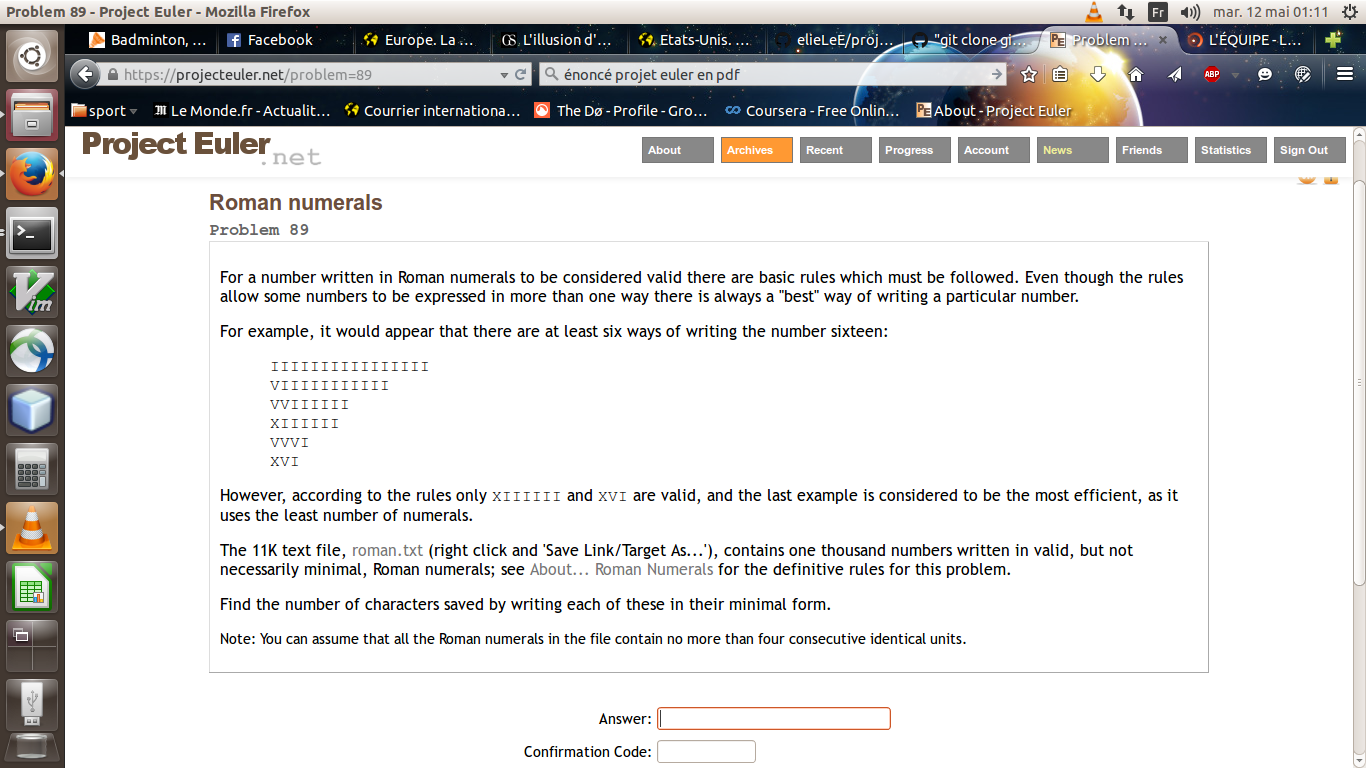 Problem 89 - Project Euler - Mozilla Firefox
Fr
mar. 12 mai 01:11
Badminton, ...
Facebook
Europe. La ...
GS L'illusion d'...
Etats-Unis. ...
elieLeE/proj...
"git clone gi...
PE Problem ...
L'ÉQUIPE - L...
https://projecteuler.net/problem=89
énoncé projet euler en pdf
ABP
sport
Le Monde.fr - Actualit...
Courrier internationa...
The Dø - Profile - Gro...
Coursera - Free Onlin...
PE About - Project Euler
Project Euler
.net
About
Archives
Recent
Progress
Account
News
Friends
Statistics
Sign Out
Roman numerals
Problem 89
For a number written in Roman numerals to be considered valid there are basic rules which must be followed. Even though the rules
allow some numbers to be expressed in more than one way there is always a "best" way of writing a particular number.
For example, it would appear that there are at least six ways of writing the number sixteen:
IIIIIIIIIIIIIIII
VIIIIIIIIIII
VVIIIIII
XIIIIII
VVVI
XVI
However, according to the rules only XIIIIII and XVI are valid, and the last example is considered to be the most efficient, as it
uses the least number of numerals.
The 11K text file, roman.txt (right click and 'Save Link/Target As...'), contains one thousand numbers written in valid, but not
necessarily minimal, Roman numerals; see About... Roman Numerals for the definitive rules for this problem.
Find the number of characters saved by writing each of these in their minimal form.
Note: You can assume that all the Roman numerals in the file contain no more than four consecutive identical units.
Answer:
Confirmation Code: